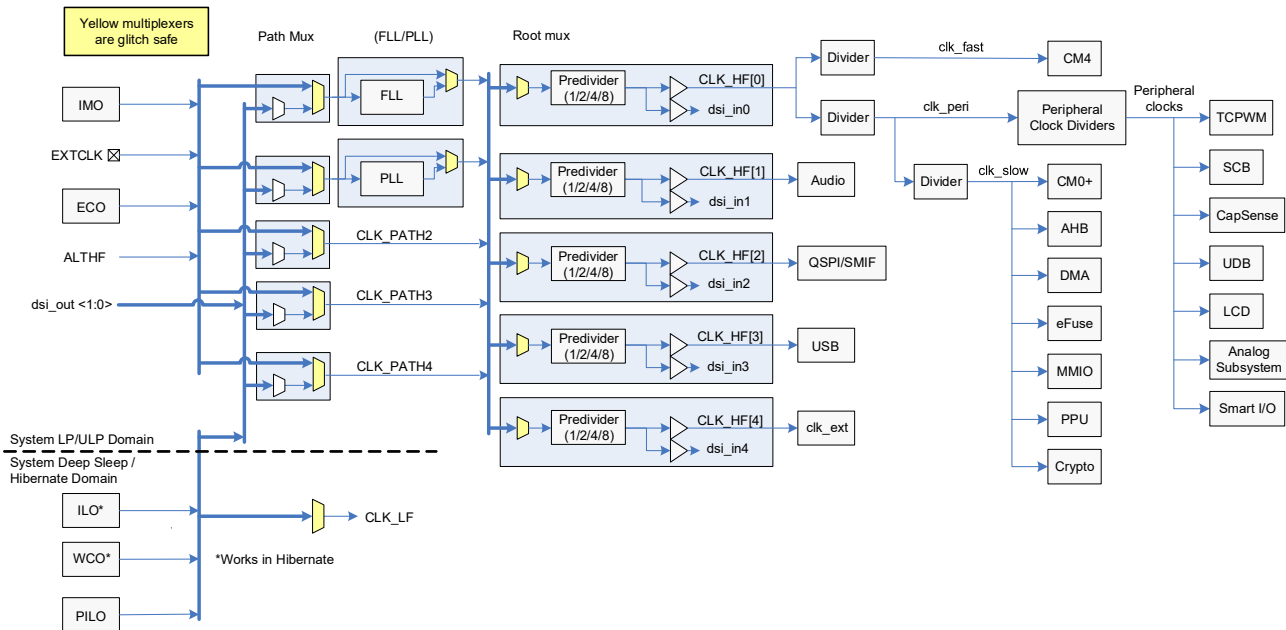 Yellow multiplexers
are glitch safe
Path Mux
(FLL/PLL)
Root mux
IMO
EXTCLK
ECO
ALTHF
dsi_out <1:0>
FLL
PLL
CLK_PATH2
CLK_PATH3
CLK_PATH4
Predivider
(1/2/4/8)
CLK_HF[0]
dsi_in0
Predivider
(1/2/4/8)
CLK_HF[1]
dsi_in1
Audio
Predivider
(1/2/4/8)
CLK_HF[2]
dsi_in2
QSPI/SMIF
Predivider
(1/2/4/8)
CLK_HF[3]
dsi_in3
USB
Predivider
(1/2/4/8)
CLK_HF[4]
dsi_in4
clk_ext
Divider
clk_fast
CM4
Divider
clk_peri
Peripheral
Clock Dividers
Peripheral
clocks
Divider
clk_slow
CM0+
AHB
DMA
eFuse
MMIO
PPU
Crypto
TCPWM
SCB
CapSense
UDB
LCD
Analog
Subsystem
Smart I/O
System LP/ULP Domain
System Deep Sleep /
Hibernate Domain
ILO*
WCO*
PILO
CLK_LF
*Works in Hibernate